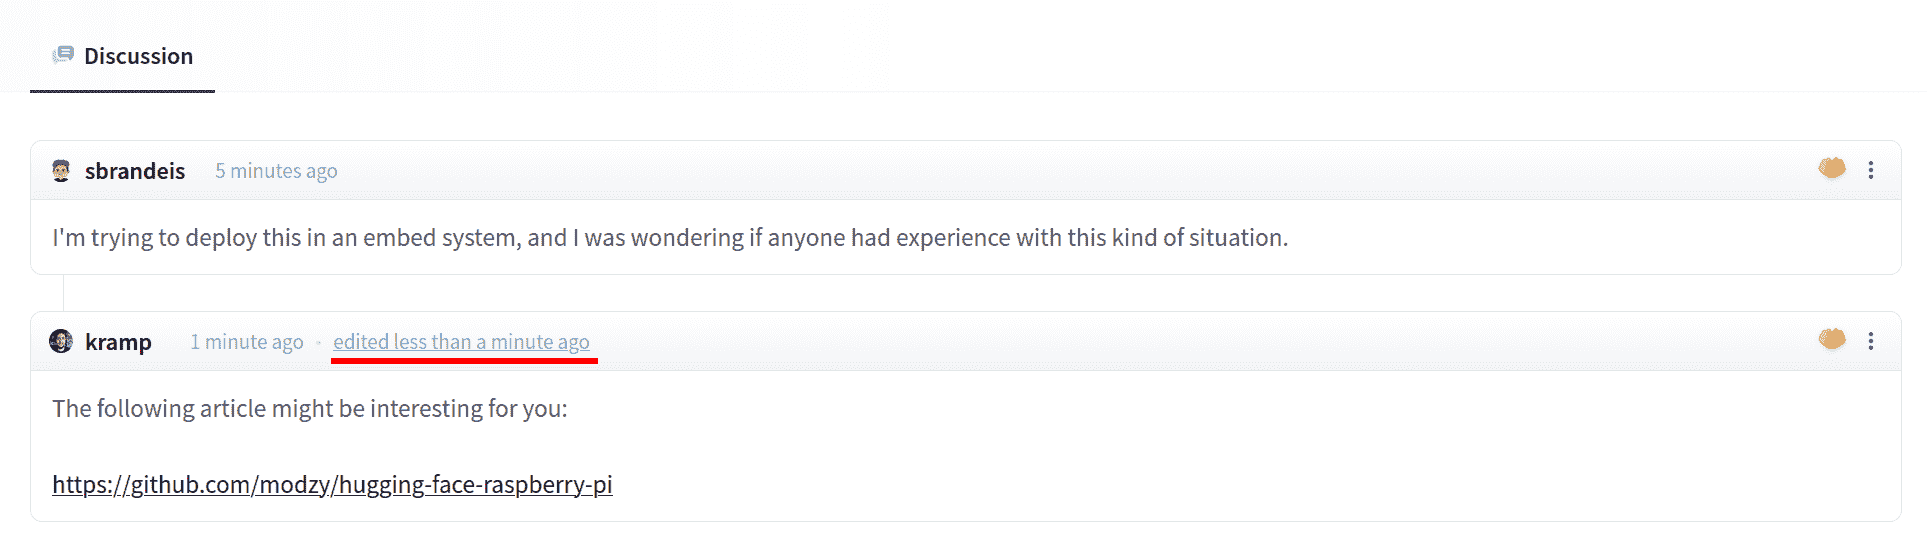 Discussion
sbrandeis 5 minutes ago
I'm trying to deploy this in an embed system, and I was wondering if anyone had experience with this kind of situation.
kramp 1 minute ago · edited less than a minute ago
The following article might be interesting for you:
https://github.com/modzy/hugging-face-raspberry-pi